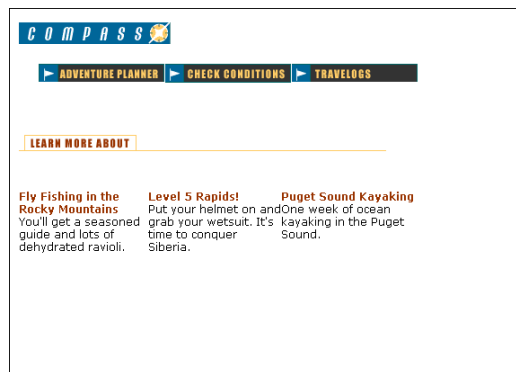 COMPASS
ADVENTURE PLANNER CHECK CONDITIONS TRAVELOGS
LEARN MORE ABOUT
Fly Fishing in the
Rocky Mountains
You'll get a seasoned
guide and lots of
dehydrated ravioli.
Level 5 Rapids!
Put your helmet on and
grab your wetsuit. It's
time to conquer
Siberia.
Puget Sound Kayaking
One week of ocean
kayaking in the Puget
Sound.